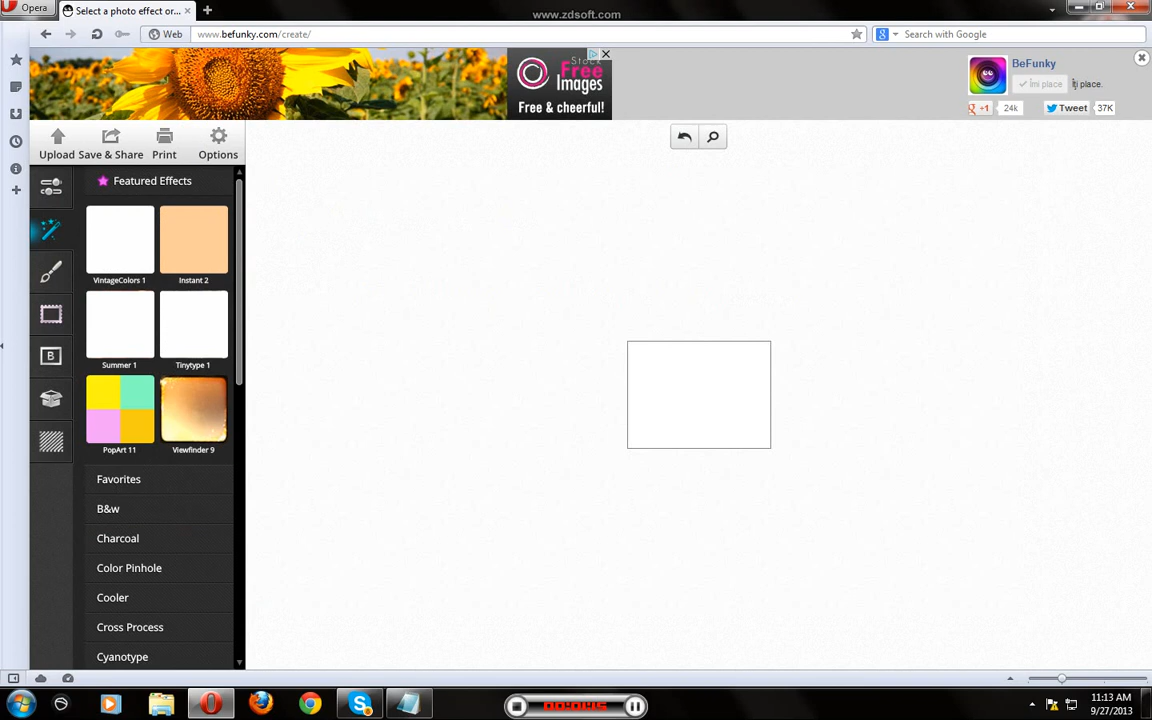 Opera
Select a photo effect or...
www.zdsoft.com
Web
www.befunky.com/create/
Search with Google
Stock
Free
Images
Free & cheerful!
BeFunky
Îmi place
Îți place.
+1
24k
Tweet
37K
Upload
Save & Share
Print
Options
Featured Effects
VintageColors 1
Instant 2
Summer 1
Tinytype 1
PopArt 11
Viewfinder 9
Favorites
B&w
Charcoal
Color Pinhole
Cooler
Cross Process
Cyanotype
11:13 AM
9/27/2013